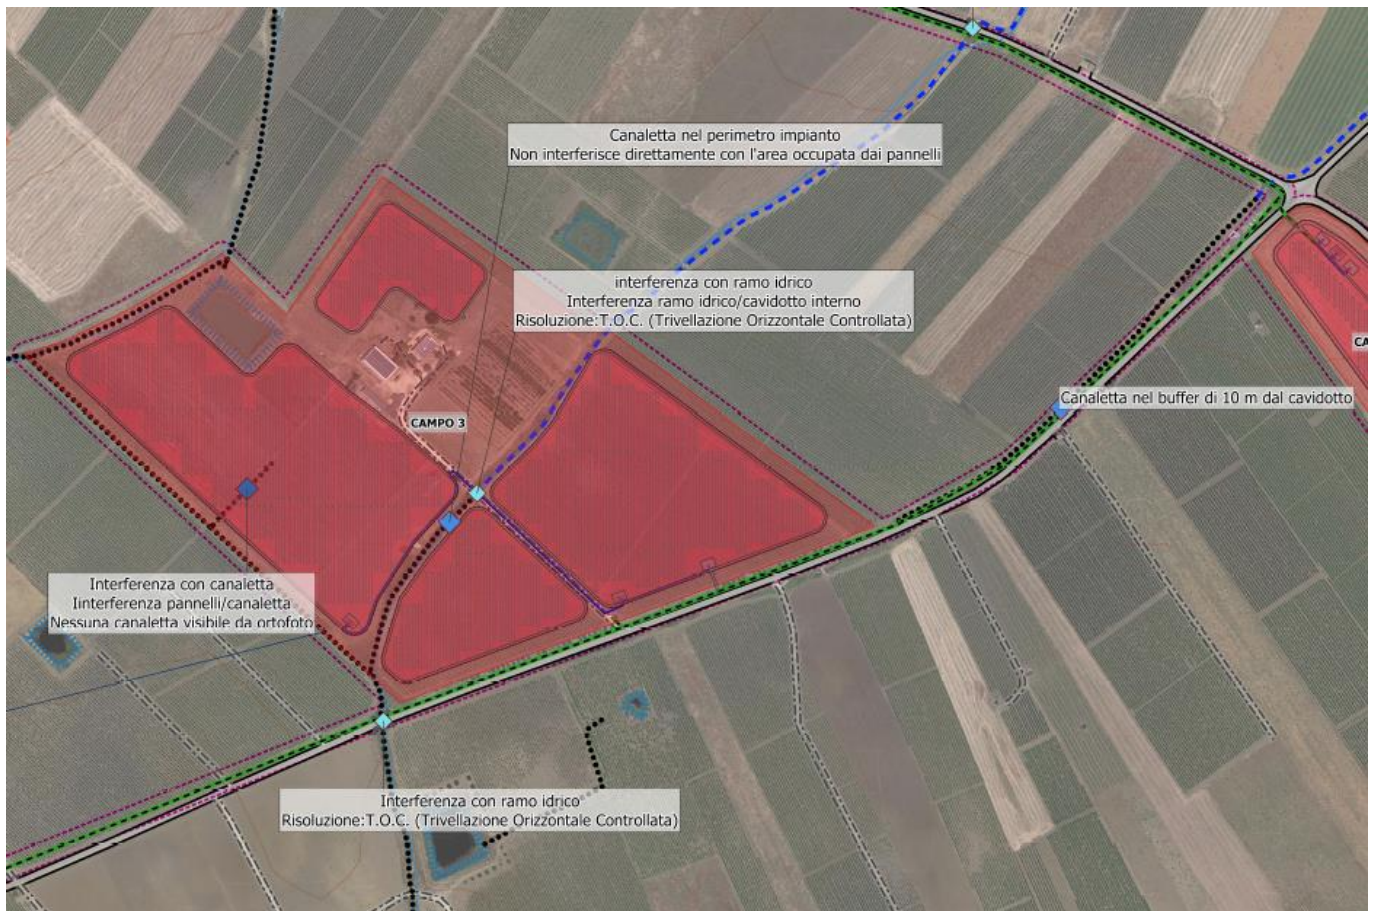 Canaletta nel perimetro impianto
Non interferisce direttamente con l'area occupata dai pannelli
interferenza con ramo idrico
Interferenza ramo idrico/cavidotto interno
Risoluzione:T.O.C. (Trivellazione Orizzontale Controllata)
CA
Canaletta nel buffer di 10 m dal cavidotto
CAMPO 3
Interferenza con canaletta
Iinterferenza pannelli/canaletta
Nessuna canaletta visibile da ortofoto
Interferenza con ramo idrico
Risoluzione:T.O.C. (Trivellazione Orizzontale Controllata)